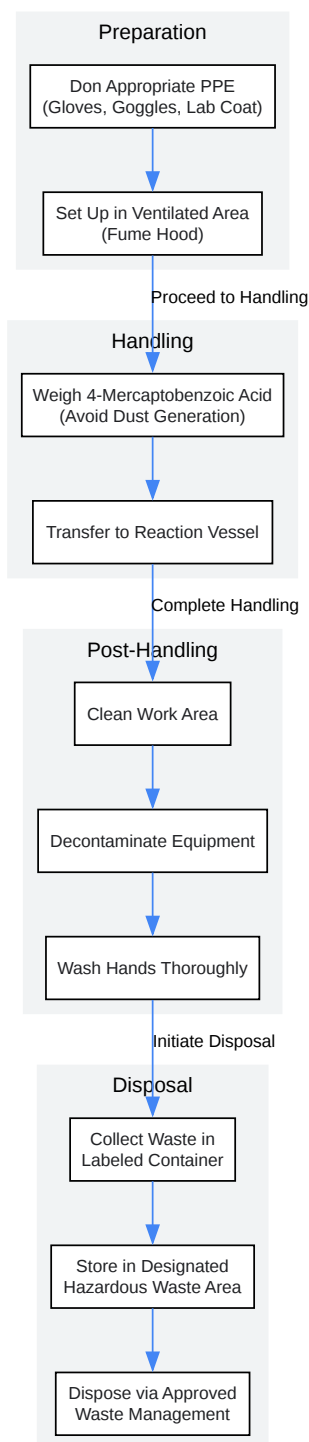 Preparation
Don Appropriate PPE
(Gloves, Goggles, Lab Coat)
Set Up in Ventilated Area
(Fume Hood)
Proceed to Handling
Handling
Weigh 4-Mercaptobenzoic Acid
(Avoid Dust Generation)
Transfer to Reaction Vessel
Complete Handling
Post-Handling
Clean Work Area
Decontaminate Equipment
Wash Hands Thoroughly
Initiate Disposal
Disposal
Collect Waste in
Labeled Container
Store in Designated
Hazardous Waste Area
Dispose via Approved
Waste Management